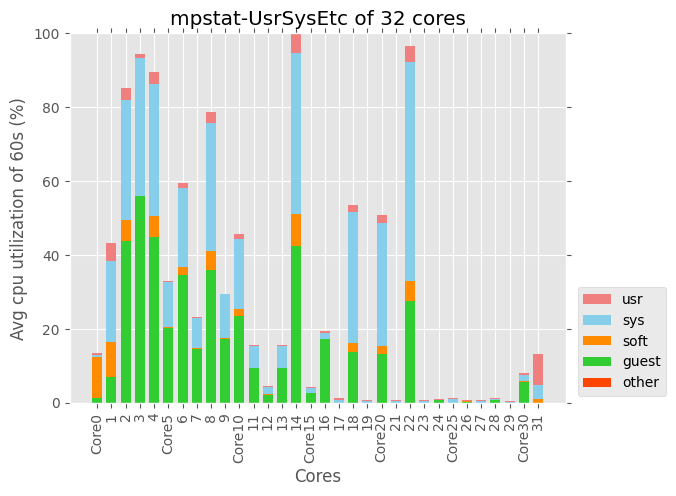 mpstat-UsrSysEtc of 32 cores
Avg cpu utilization of 60s (%)
100
80
60
40
20
0
Core0
1
2
3
4
Core5
6
7
8
9
Core10
11
12
13
14
Core15
16
17
18
19
Core20
21
22
23
24
Core25
26
27
28
29
Core30
31
Cores
usr
sys
soft
guest
other